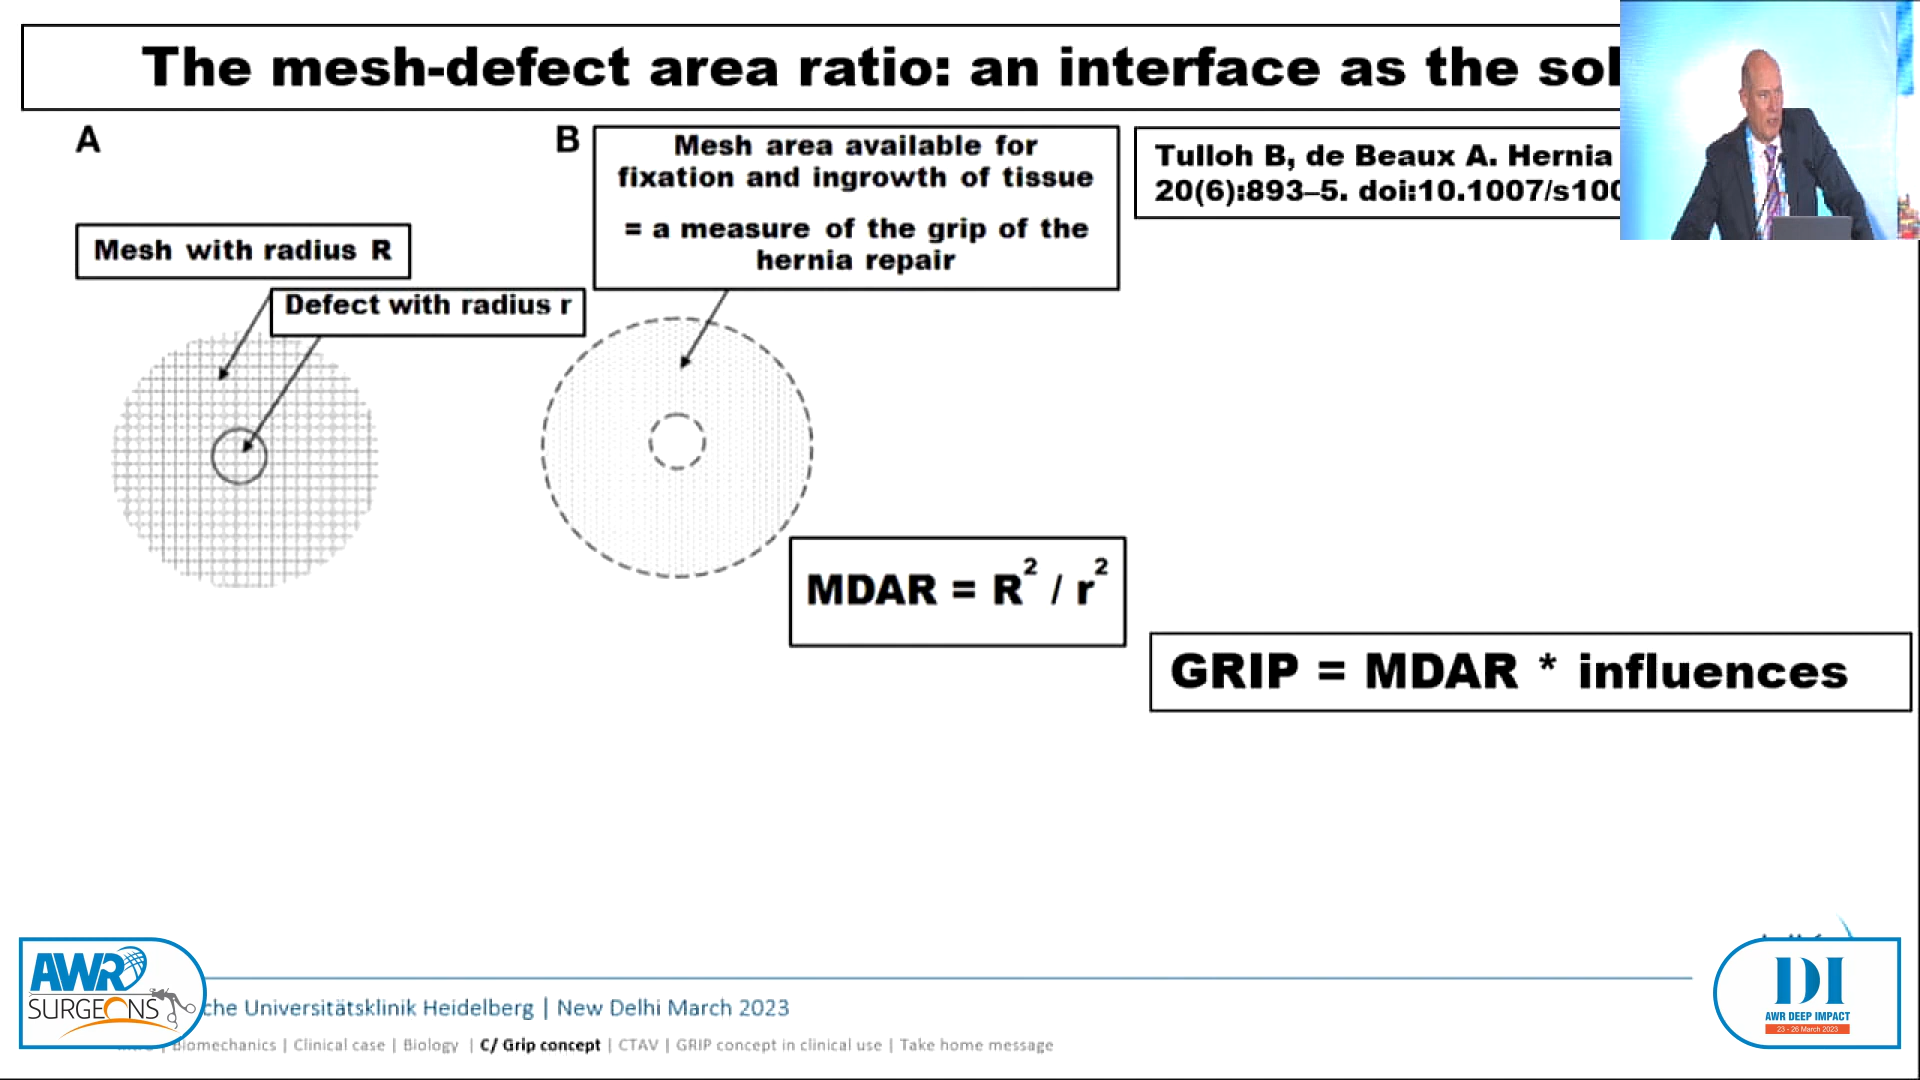 The mesh-defect area ratio: an interface as the
A
B
Mesh area available for
fixation and ingrowth of tissue
= a measure of the grip of the
hernia repair
Tulloh B, de Beaux A. Hernia
20(6):893–5. doi:10.1007/s100
Mesh with radius R
Defect with radius r
MDAR = R² / r²
GRIP = MDAR * influences
AWR
SURGEONS
che Universitätsklinik Heidelberg | New Delhi March 2023
Biomechanics | Clinical case | Biology | C/ Grip concept | CTAV | GRIP concept in clinical use | Take home message
DI
AWR DEEP IMPACT
23 - 26 March 2023